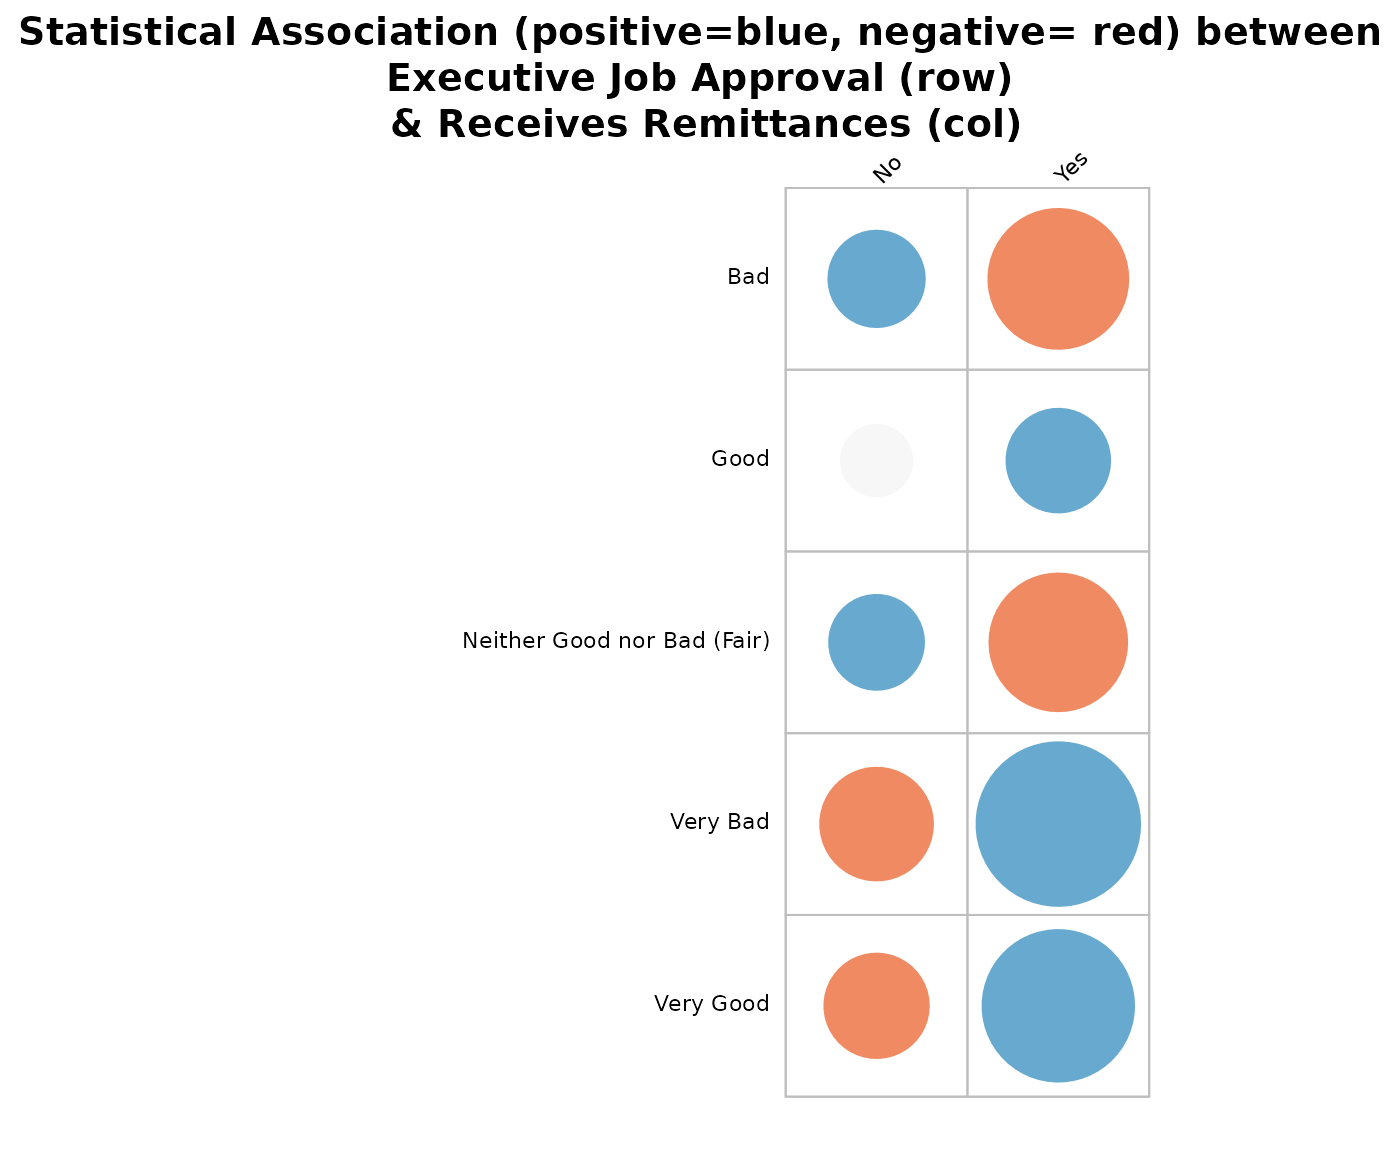 Statistical Association (positive=blue, negative= red) between
Executive Job Approval (row)
& Receives Remittances (col)
No
Yes
Bad
Good
Neither Good nor Bad (Fair)
Very Bad
Very Good